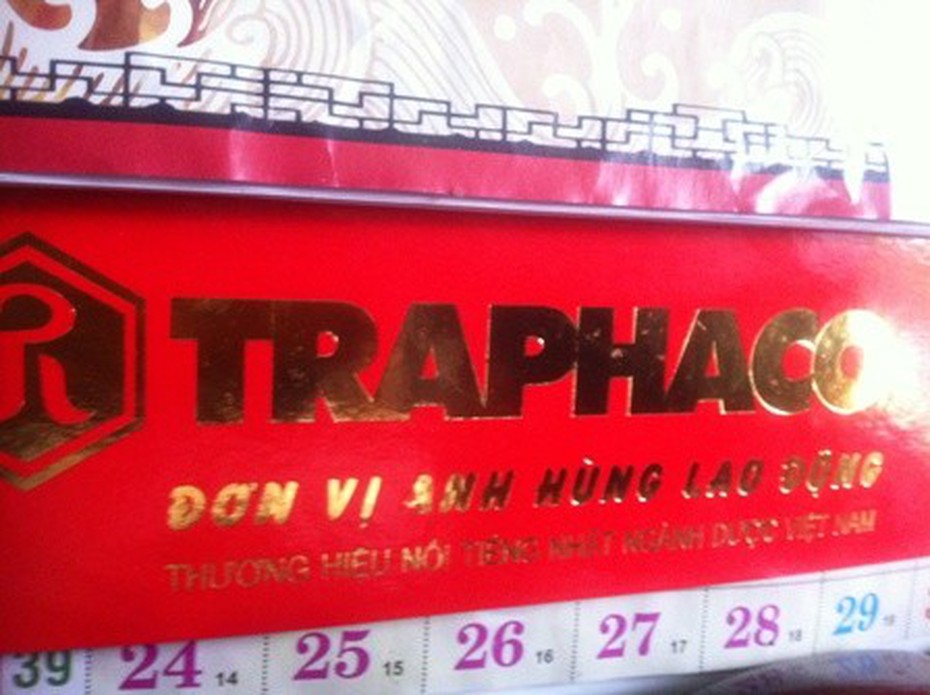 R TRAPHACO
ĐƠN VỊ ANH HÙNG LAO ĐỘNG
THƯƠNG HIỆU NỔI TIẾNG NHẤT NGÀNH DƯỢC VIỆT NAM
39 24 14 25 15 26 16 27 17 28 18 29 19